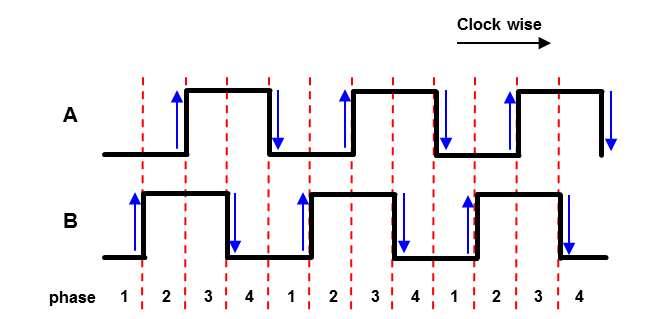 Clock wise
A
B
phase 1 2 3 4 1 2 3 4 1 2 3 4